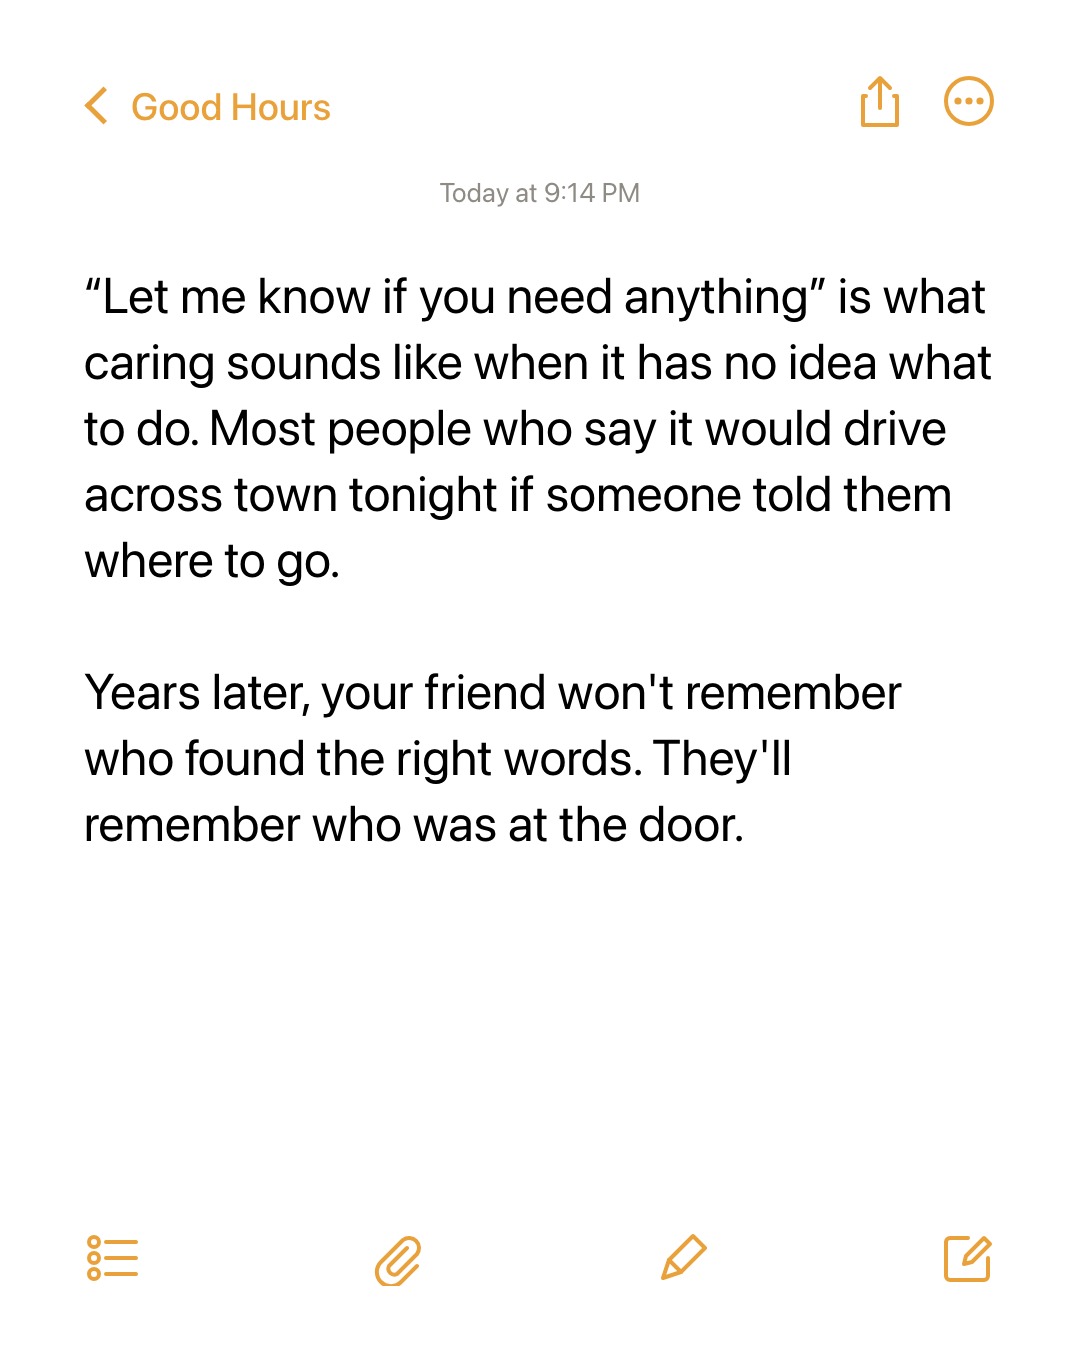 Good Hours
Today at 9:14 PM
“Let me know if you need anything” is what
caring sounds like when it has no idea what
to do. Most people who say it would drive
across town tonight if someone told them
where to go.
Years later, your friend won't remember
who found the right words. They'll
remember who was at the door.